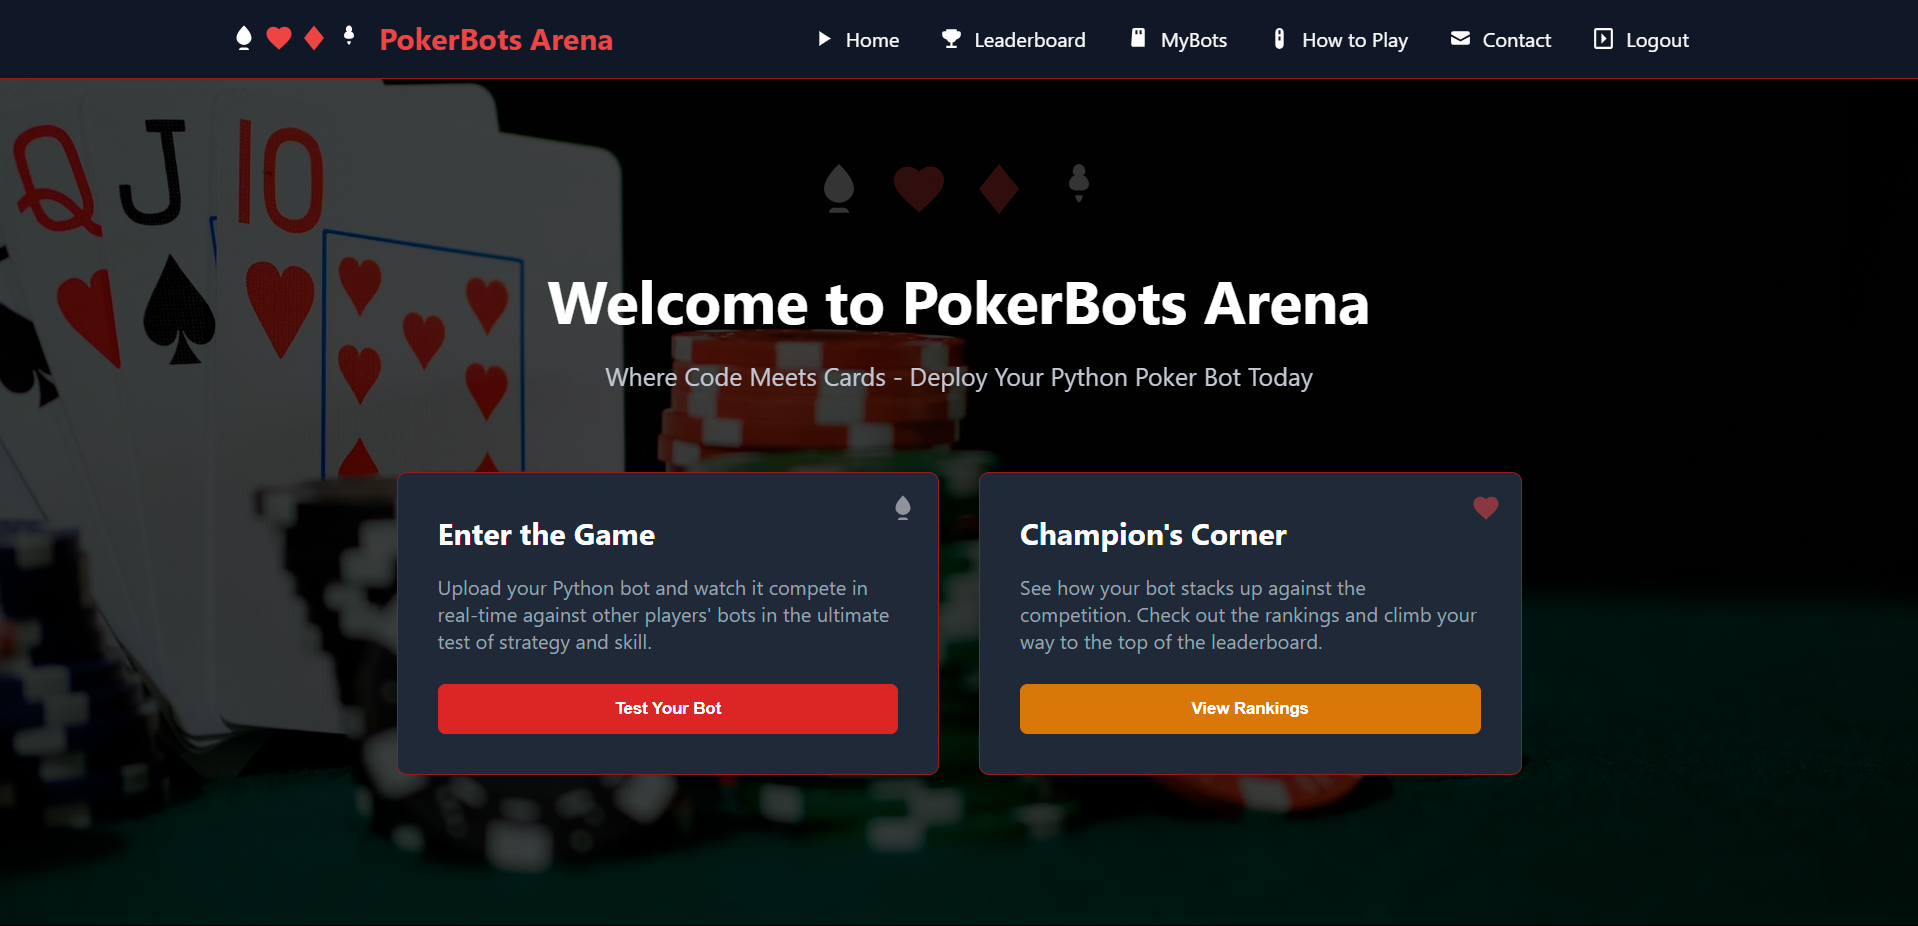 PokerBots Arena
Home
Leaderboard
MyBots
How to Play
Contact
Logout
Q
J
10
Welcome to PokerBots Arena
Where Code Meets Cards - Deploy Your Python Poker Bot Today
Enter the Game
Upload your Python bot and watch it compete in
real-time against other players' bots in the ultimate
test of strategy and skill.
Test Your Bot
Champion's Corner
See how your bot stacks up against the
competition. Check out the rankings and climb your
way to the top of the leaderboard.
View Rankings